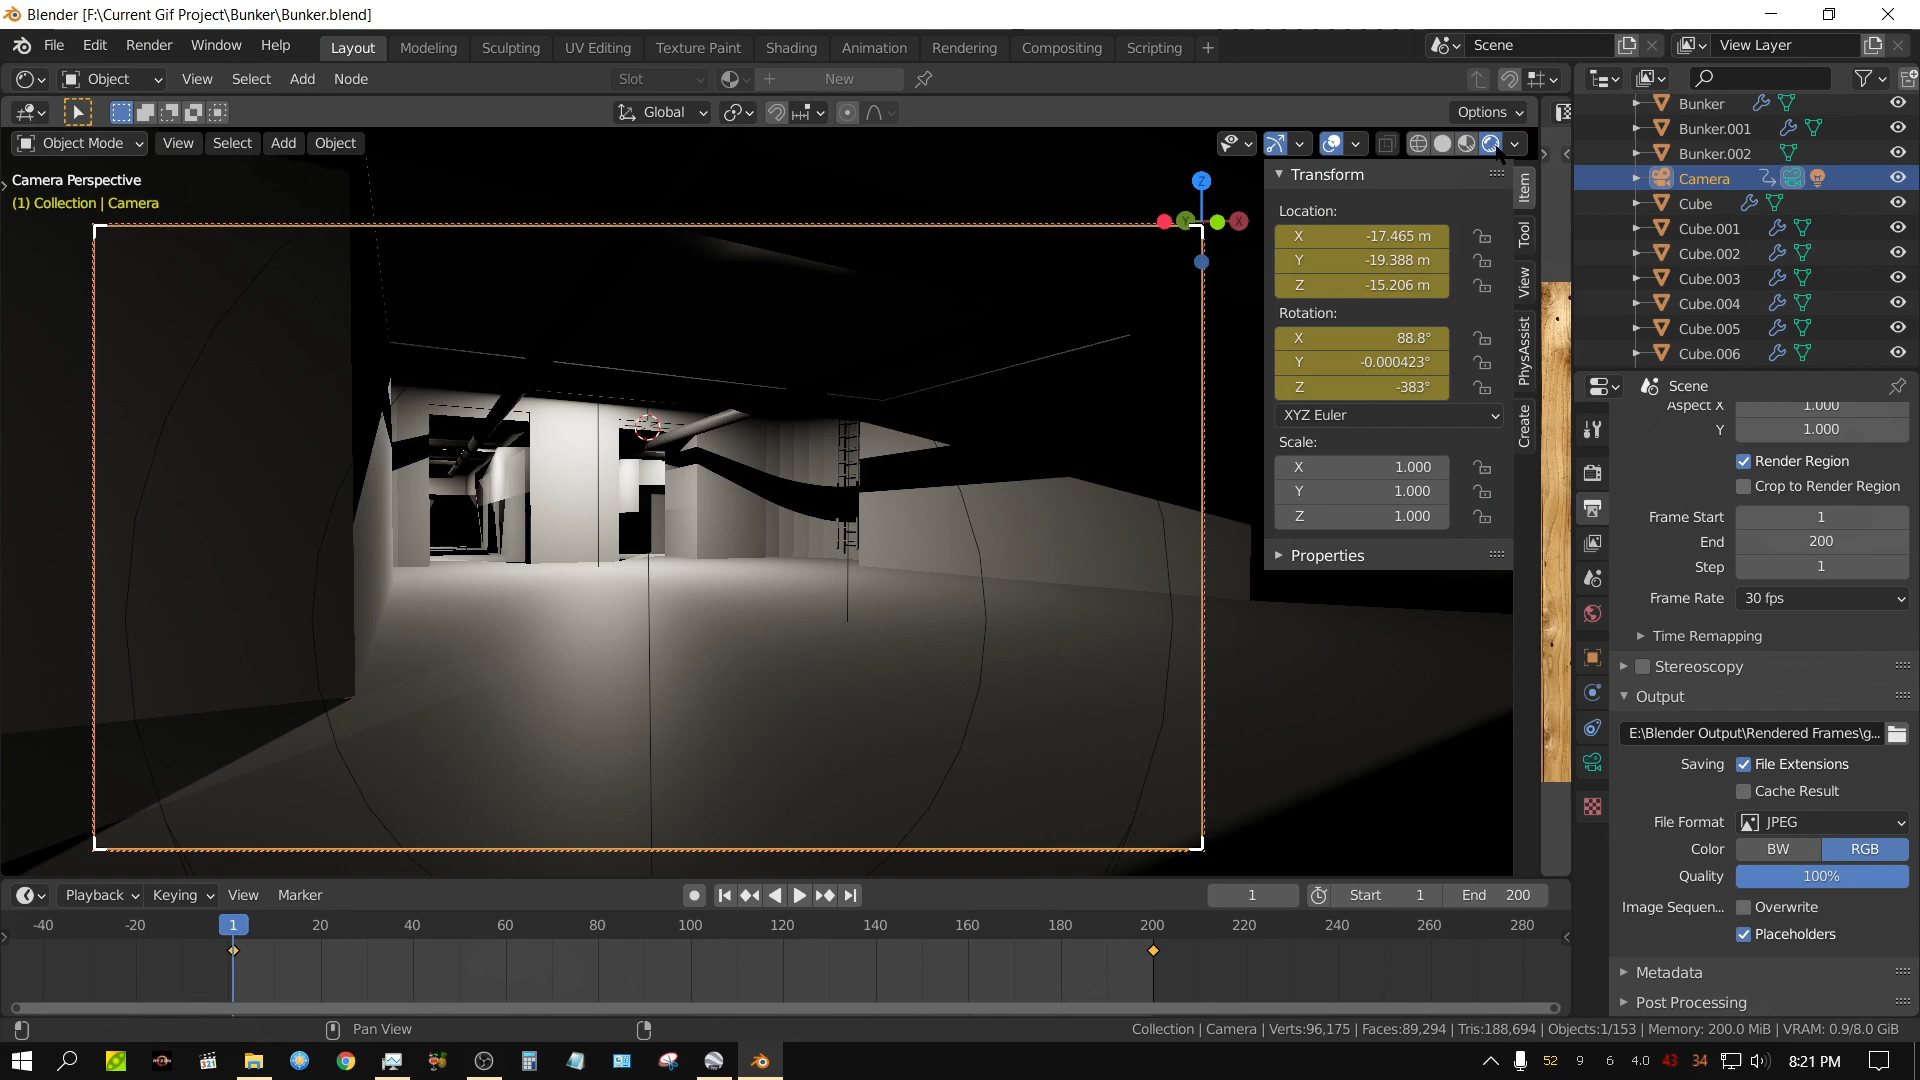 Blender [F:\Current Gif Project\Bunker\Bunker.blend]
File Edit Render Window Help Layout Modeling Sculpting UV Editing Texture Paint Shading Animation Rendering Compositing Scripting + Scene View Layer
Object View Select Add Node Slot New
Global Options
Object Mode View Select Add Object
Camera Perspective
(1) Collection | Camera
Z
Y
X
Transform
Location:
X -17.465 m
Y -19.388 m
Z -15.206 m
Rotation:
X 88.8°
Y -0.000423°
Z -383°
XYZ Euler
Scale:
X 1.000
Y 1.000
Z 1.000
Properties
Item
Tool
View
PhysAssist
Create
Bunker
Bunker.001
Bunker.002
Camera
Cube
Cube.001
Cube.002
Cube.003
Cube.004
Cube.005
Cube.006
Scene
Aspect X 1.000
Y 1.000
Render Region
Crop to Render Region
Frame Start 1
End 200
Step 1
Frame Rate 30 fps
Time Remapping
Stereoscopy
Output
E:\Blender Output\Rendered Frames\g...
Saving File Extensions
Cache Result
File Format JPEG
Color BW RGB
Quality 100%
Image Sequen... Overwrite
Placeholders
Metadata
Post Processing
Playback Keying View Marker 1 Start 1 End 200
-40 -20 1 20 40 60 80 100 120 140 160 180 200 220 240 260 280
Pan View Collection | Camera | Verts:96,175 | Faces:89,294 | Tris:188,694 | Objects:1/153 | Memory: 200.0 MiB | VRAM: 0.9/8.0 GiB
RYZEN 321 52 9 6 4.0 43 34 8:21 PM